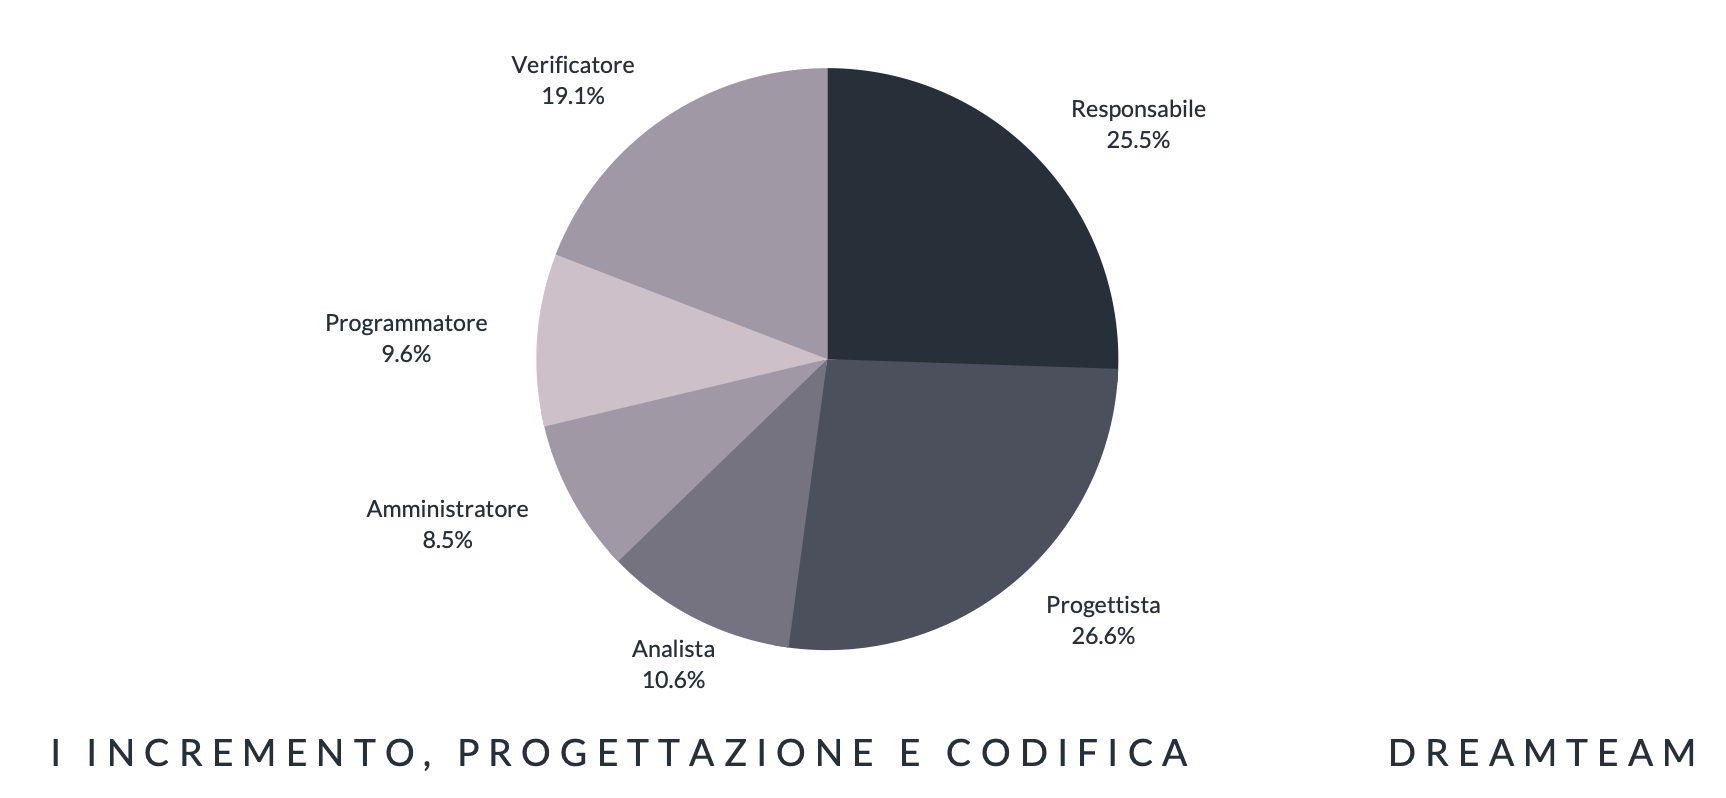 Verificatore
19.1%
Responsabile
25.5%
Programmatore
9.6%
Amministratore
8.5%
Progettista
26.6%
Analista
10.6%
I INCREMENTO, PROGETTAZIONE E CODIFICA
DREAMTEAM